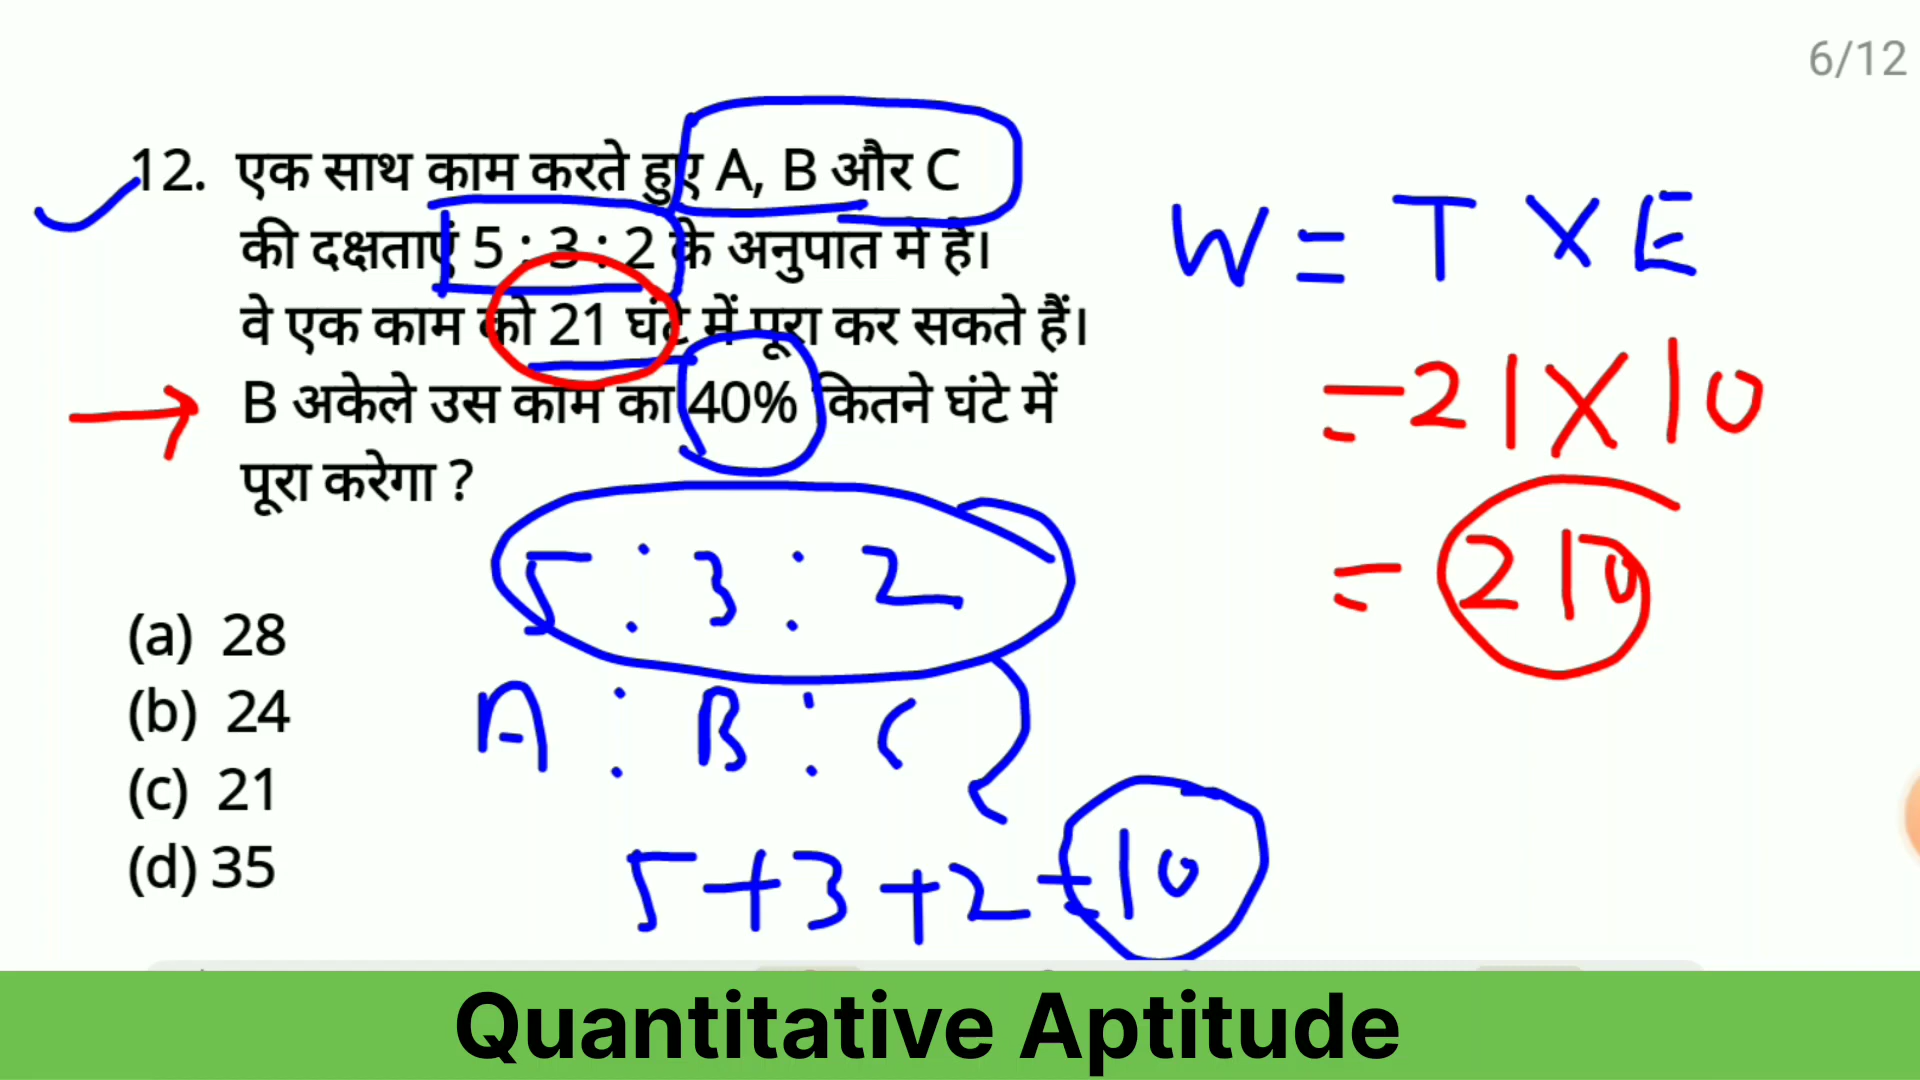 6/12
12. एक साथ काम करते हुए A, B और C
की दक्षताएं 5 : 3 : 2 के अनुपात में है।
वे एक काम को 21 घंटे में पूरा कर सकते हैं।
B अकेले उस काम का 40% कितने घंटे में
पूरा करेगा ?
(a) 28
(b) 24
(c) 21
(d) 35
5 : 3 : 2
A : B : C
5+3+2=10
W = T X E
= 21 X 10
= 210
Quantitative Aptitude